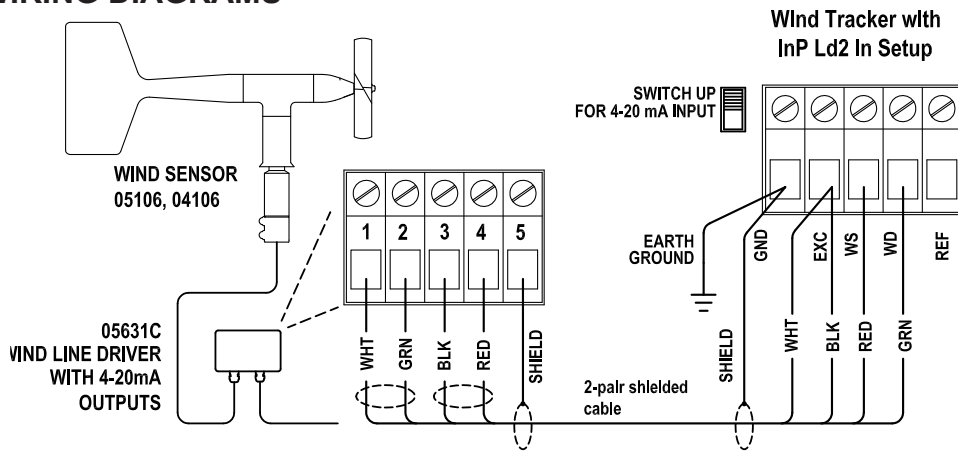 WIRING DIAGRAMS
Wind Tracker with
InP Ld2 In Setup
SWITCH UP
FOR 4-20 mA INPUT
WIND SENSOR
05106, 04106
1 2 3 4 5
EARTH
GROUND
GND EXC WS WD REF
05631C
WIND LINE DRIVER
WITH 4-20mA
OUTPUTS
WHT GRN BLK RED SHIELD
2-pair shielded
cable
SHIELD WHT BLK RED GRN